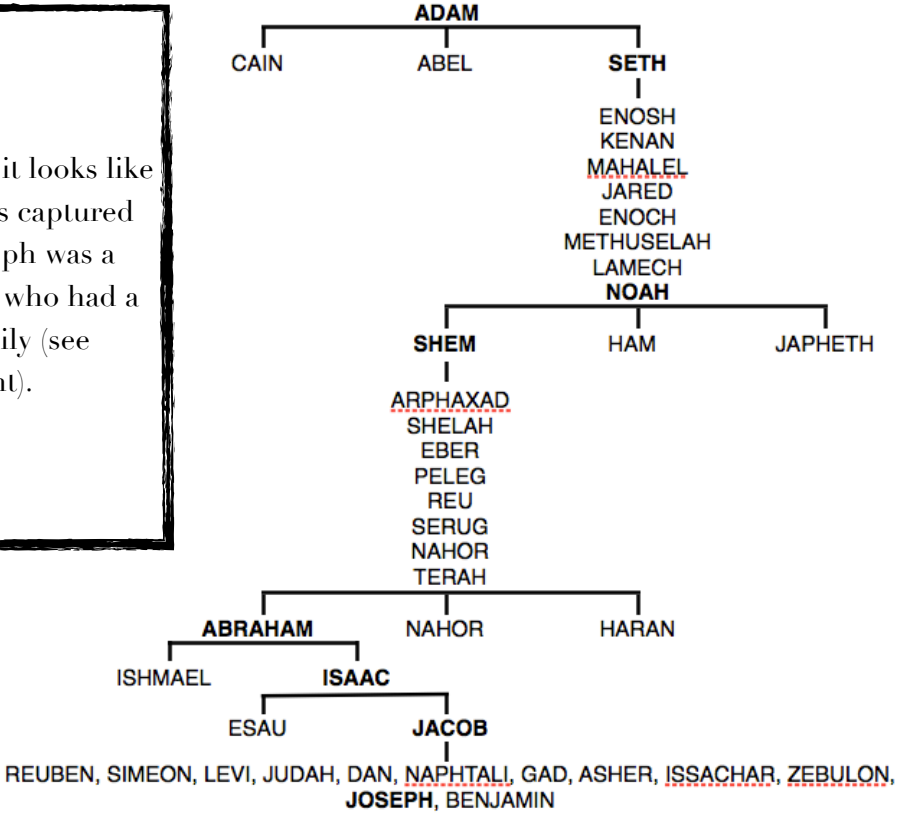 it looks like
s captured
ph was a
who had a
ily (see
nt).
ADAM
CAIN ABEL SETH
ENOSH
KENAN
MAHALEL
JARED
ENOCH
METHUSELAH
LAMECH
NOAH
SHEM HAM JAPHETH
ARPHAXAD
SHELAH
EBER
PELEG
REU
SERUG
NAHOR
TERAH
ABRAHAM NAHOR HARAN
ISHMAEL ISAAC
ESAU JACOB
REUBEN, SIMEON, LEVI, JUDAH, DAN, NAPHTALI, GAD, ASHER, ISSACHAR, ZEBULON,
JOSEPH, BENJAMIN